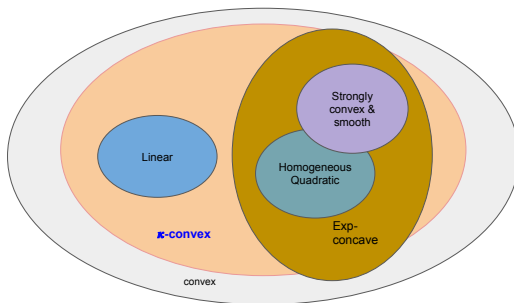 Strongly
convex &
smooth
Linear
Homogeneous
Quadratic
κ-convex
Exp-
concave
convex